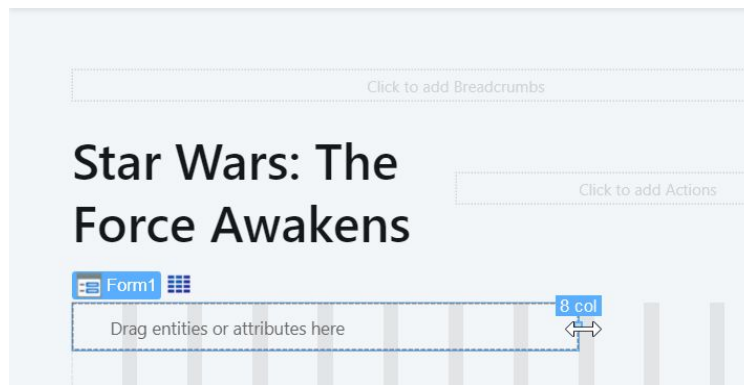 Click to add Breadcrumbs
Star Wars: The
Force Awakens
Click to add Actions
Form1
8 col
Drag entities or attributes here